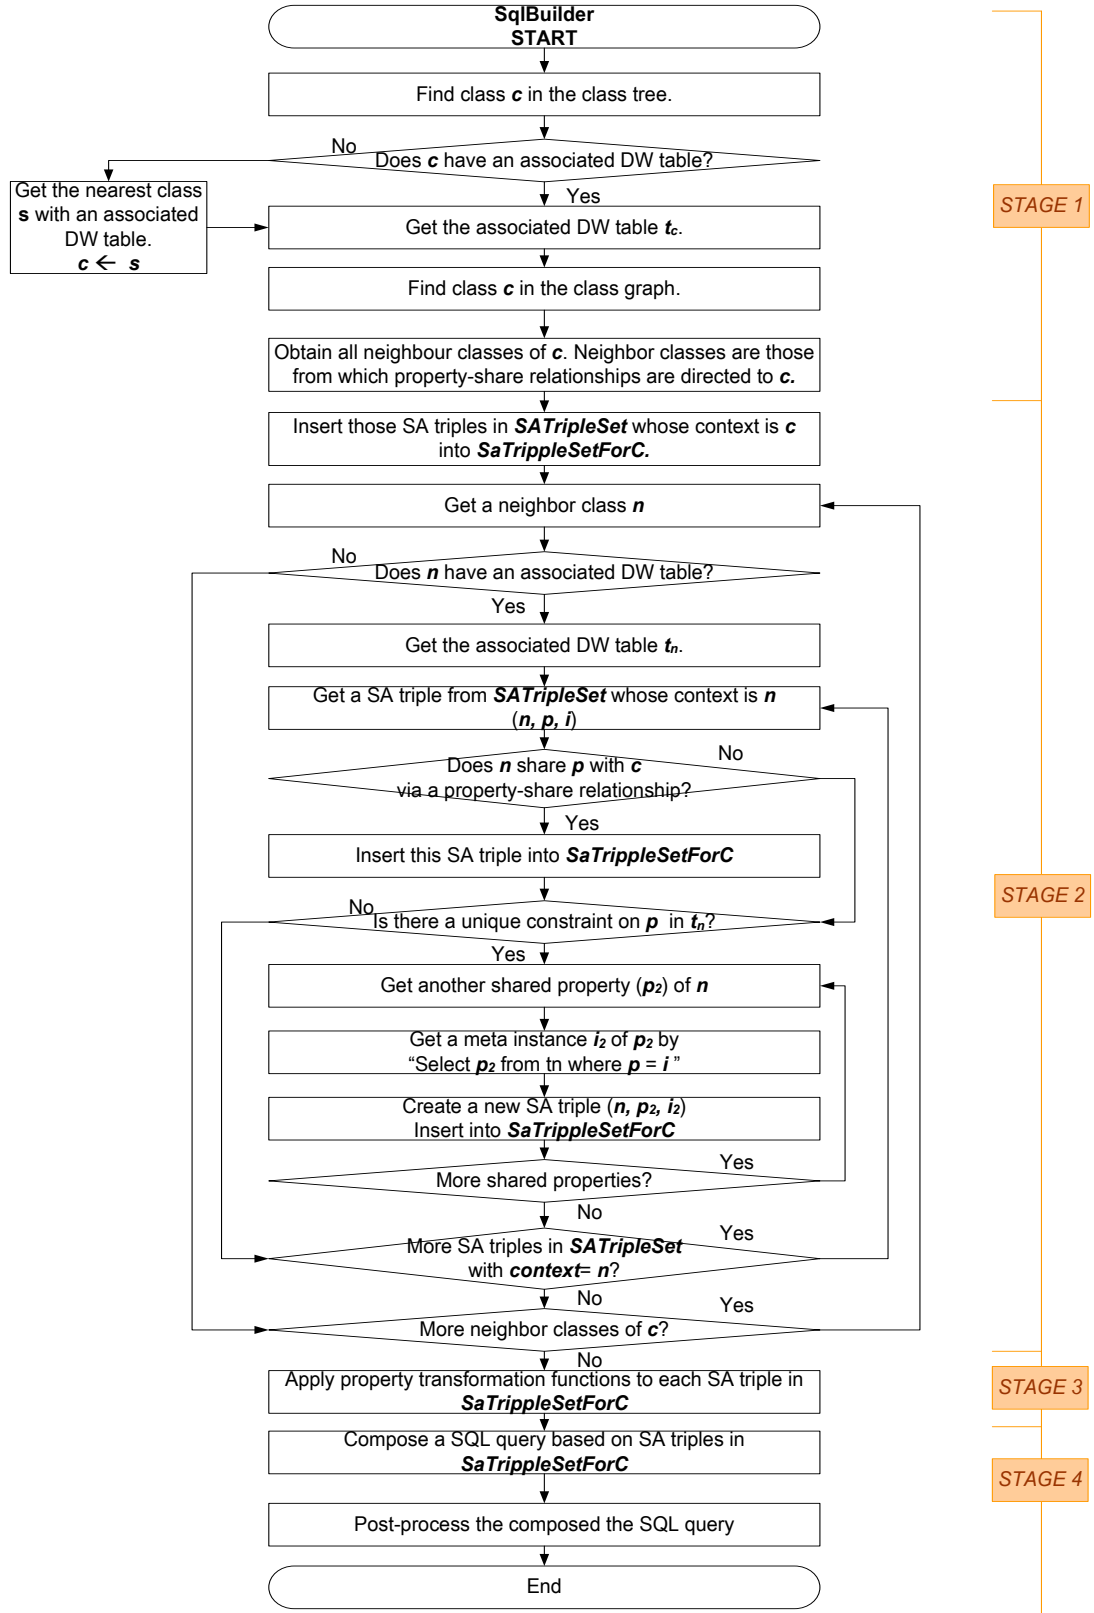 SqlBuilder
START
Find class c in the class tree.
No
Does c have an associated DW table?
Yes
Get the nearest class
s with an associated
DW table.
c ← s
Get the associated DW table tc.
STAGE 1
Find class c in the class graph.
Obtain all neighbour classes of c. Neighbor classes are those
from which property-share relationships are directed to c.
Insert those SA triples in SATripleSet whose context is c
into SaTrippleSetForC.
Get a neighbor class n
No
Does n have an associated DW table?
Yes
Get the associated DW table tn.
Get a SA triple from SATripleSet whose context is n
(n, p, i)
No
Does n share p with c
via a property-share relationship?
Yes
Insert this SA triple into SaTrippleSetForC
STAGE 2
No
Is there a unique constraint on p in tn?
Yes
Get another shared property (p2) of n
Get a meta instance i2 of p2 by
“Select p2 from tn where p = i ”
Create a new SA triple (n, p2, i2)
Insert into SaTrippleSetForC
Yes
More shared properties?
No
Yes
More SA triples in SATripleSet
with context= n?
No
Yes
More neighbor classes of c?
No
Apply property transformation functions to each SA triple in
SaTrippleSetForC
STAGE 3
Compose a SQL query based on SA triples in
SaTrippleSetForC
STAGE 4
Post-process the composed the SQL query
End